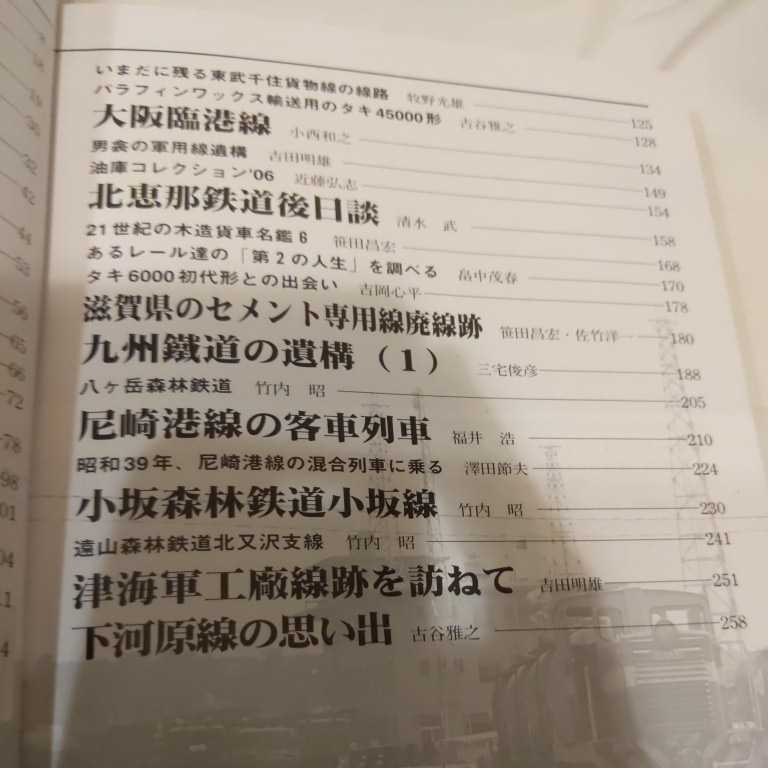 いまだに残る東武千住貨物線の線路 牧野光雄 125
パラフィンワックス輸送用のタキ45000形 古谷雅之 128
大阪臨港線 小西和之 134
男衾の軍用線遺構 吉田明雄 149
油庫コレクション'06 近藤弘志 154
北恵那鉄道後日談 清水 武 158
21世紀の木造貨車名鑑6 笹田昌宏 168
あるレール達の「第2の人生」を調べる 畠中茂春 170
タキ6000初代形との出会い 吉岡心平 178
滋賀県のセメント専用線廃線跡 笹田昌宏・佐竹洋一 180
九州鐵道の遺構(1) 三宅俊彦 188
八ヶ岳森林鉄道 竹内 昭 205
尼崎港線の客車列車 福井 浩 210
昭和39年、尼崎港線の混合列車に乗る 澤田節夫 224
小坂森林鉄道小坂線 竹内 昭 230
遠山森林鉄道北又沢支線 竹内 昭 241
津海軍工廠線跡を訪ねて 吉田明雄 251
下河原線の思い出 古谷雅之 258